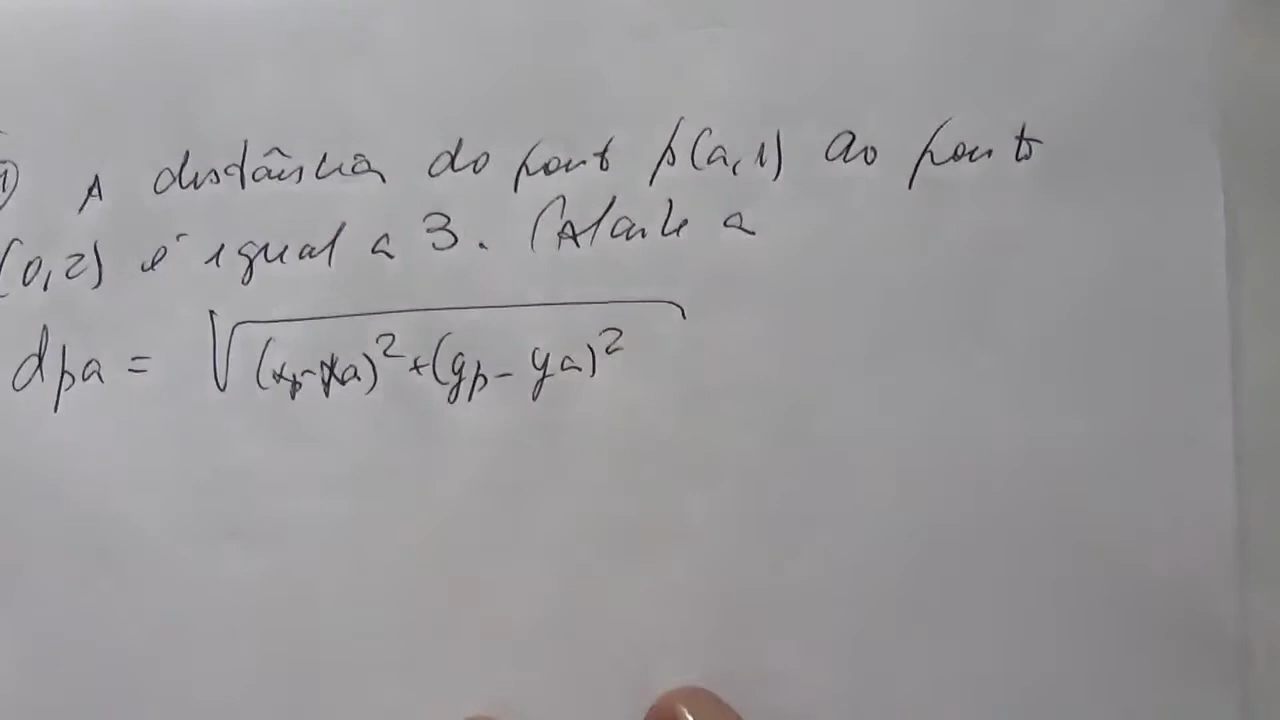 1) A distância do ponto p(a,1) ao ponto
(0,2) é igual a 3. Calcule a
dpa = √(xp-xa)²+(yp-ya)²